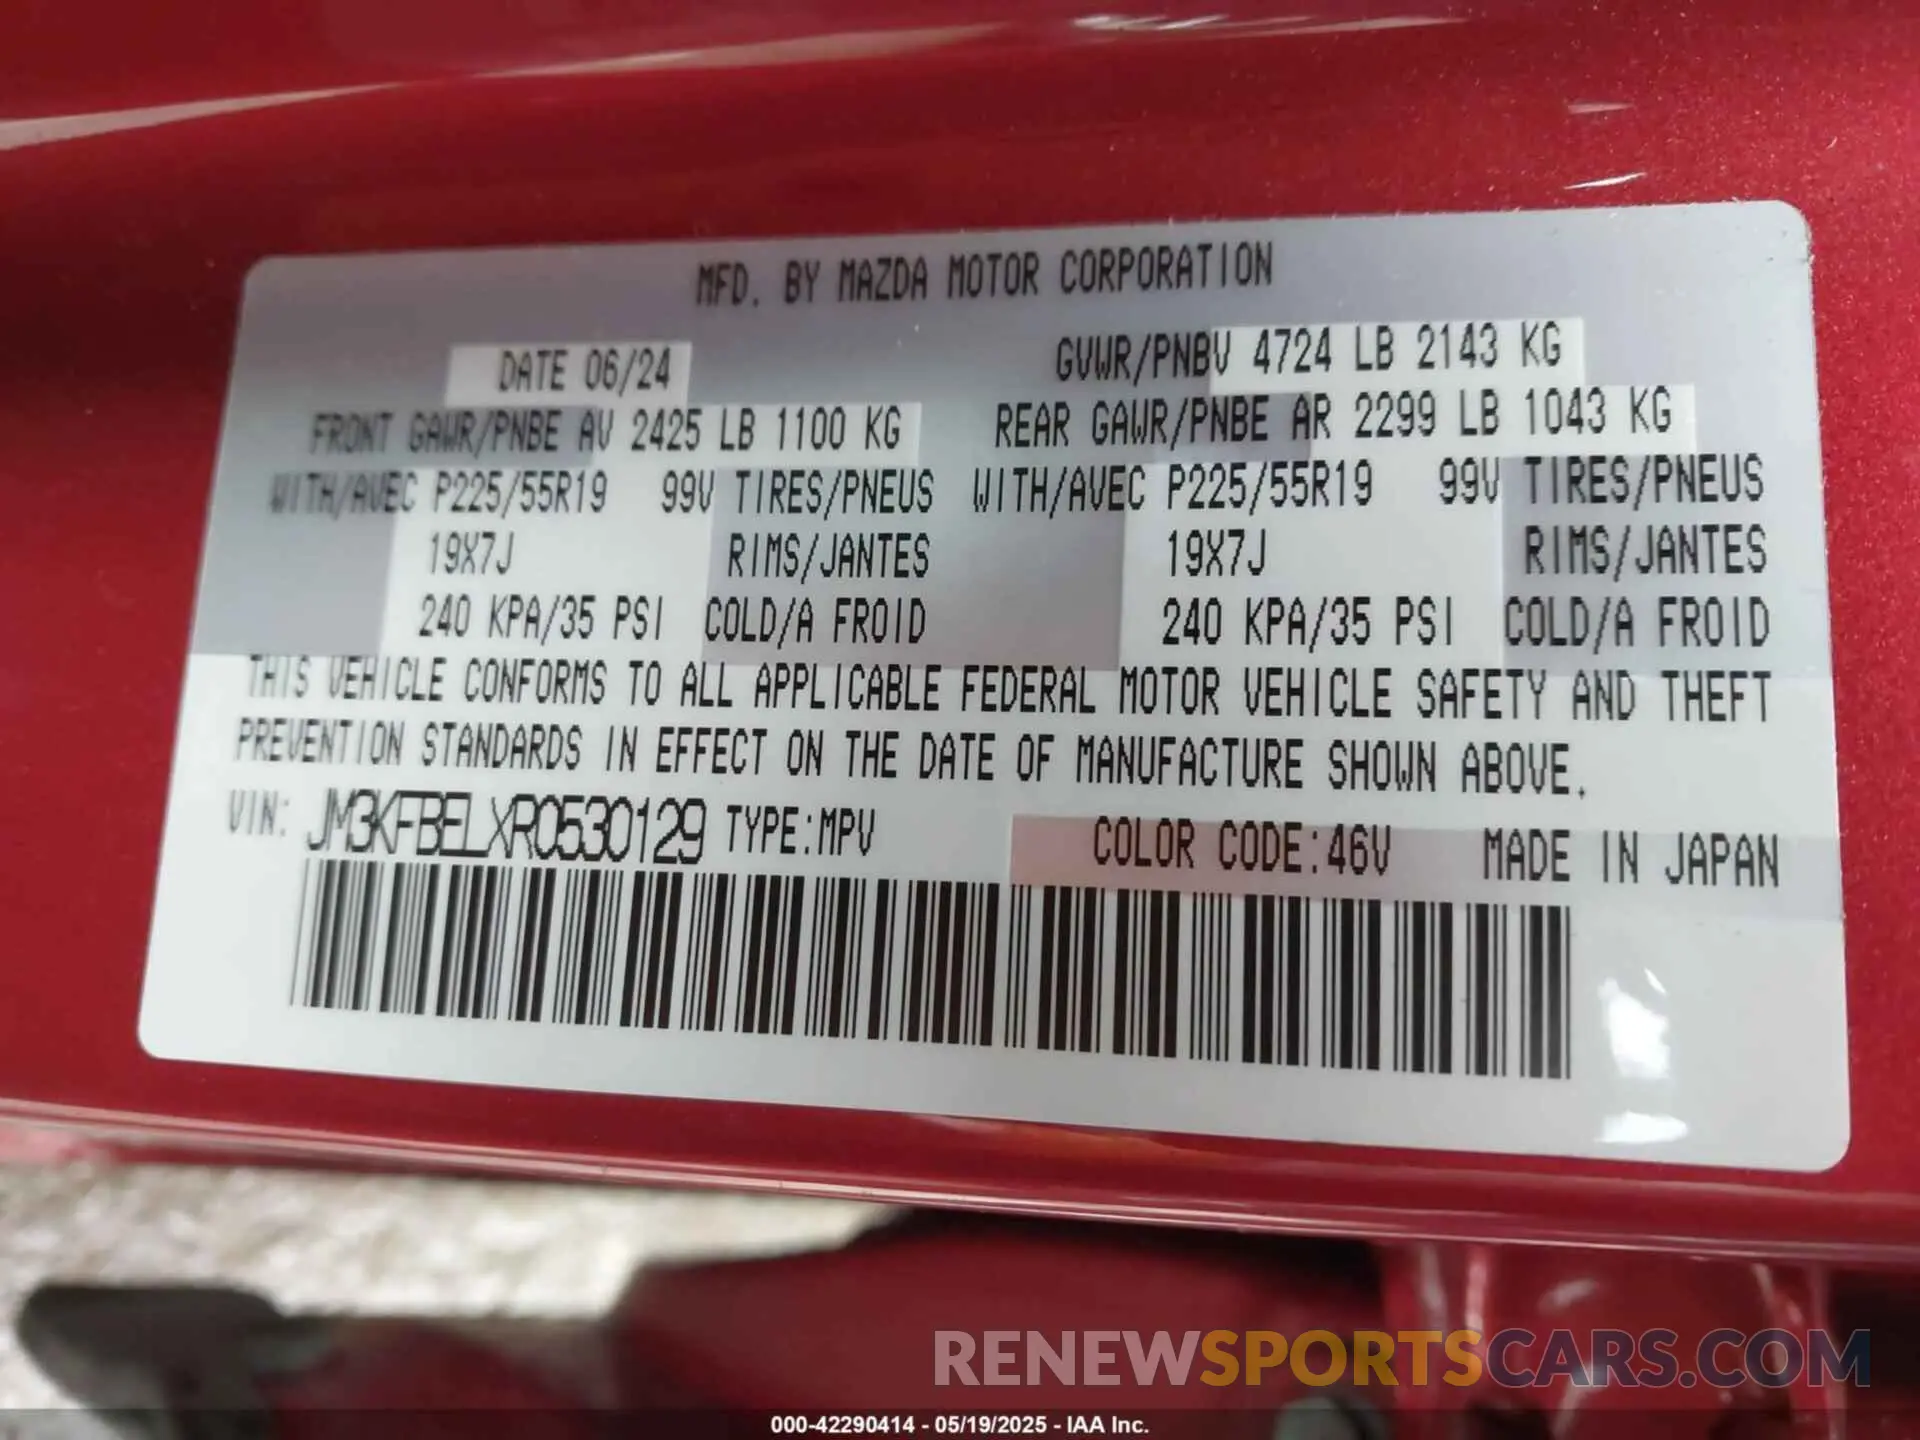 MFD. BY MAZDA MOTOR CORPORATION
DATE 06/24 GVWR/PNBV 4724 LB 2143 KG
FRONT GAWR/PNBE AV 2425 LB 1100 KG REAR GAWR/PNBE AR 2299 LB 1043 KG
WITH/AVEC P225/55R19 99V TIRES/PNEUS WITH/AVEC P225/55R19 99V TIRES/PNEUS
19X7J RIMS/JANTES 19X7J RIMS/JANTES
240 KPA/35 PSI COLD/A FROID 240 KPA/35 PSI COLD/A FROID
THIS VEHICLE CONFORMS TO ALL APPLICABLE FEDERAL MOTOR VEHICLE SAFETY AND THEFT
PREVENTION STANDARDS IN EFFECT ON THE DATE OF MANUFACTURE SHOWN ABOVE.
VIN: JM3KFBELXR0530129 TYPE:MPV COLOR CODE:46V MADE IN JAPAN
RENEWSPORTSCARS.COM
000-42290414 - 05/19/2025 - IAA Inc.